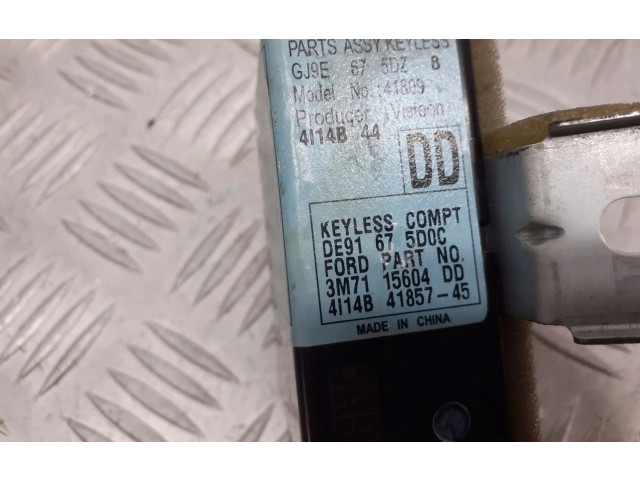 PARTS ASSY KEYLESS
GJ9E 67 5DZ B
Model No. 41809
Producer Visteon
4I14B 44
DD
KEYLESS COMPT
DE91 67 5D0C
FORD PART NO.
3M71 15604 DD
4I14B 41857-45
MADE IN CHINA